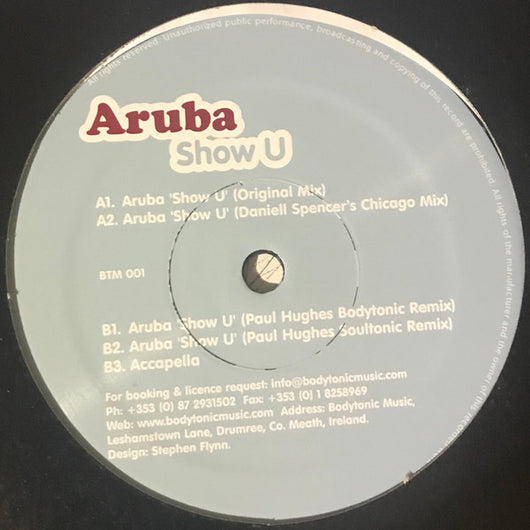 All rights reserved. Unauthorized public performance, broadcasting and copying of this record are prohibited. All rights of the manufacturer and the owner of this recorded
Aruba
Show U
A1. Aruba 'Show U' (Original Mix)
A2. Aruba 'Show U' (Daniell Spencer's Chicago Mix)
BTM 001
B1. Aruba 'Show U' (Paul Hughes Bodytonic Remix)
B2. Aruba 'Show U' (Paul Hughes Soultonic Remix)
B3. Accapella
For booking & licence request: info@bodytonicmusic.com
Ph: +353 (0) 87 2931502 Fax: +353 (0) 1 8258969
Web: www.bodytonicmusic.com Address: Bodytonic Music,
Leshamstown Lane, Drumree, Co. Meath, Ireland.
Design: Stephen Flynn.